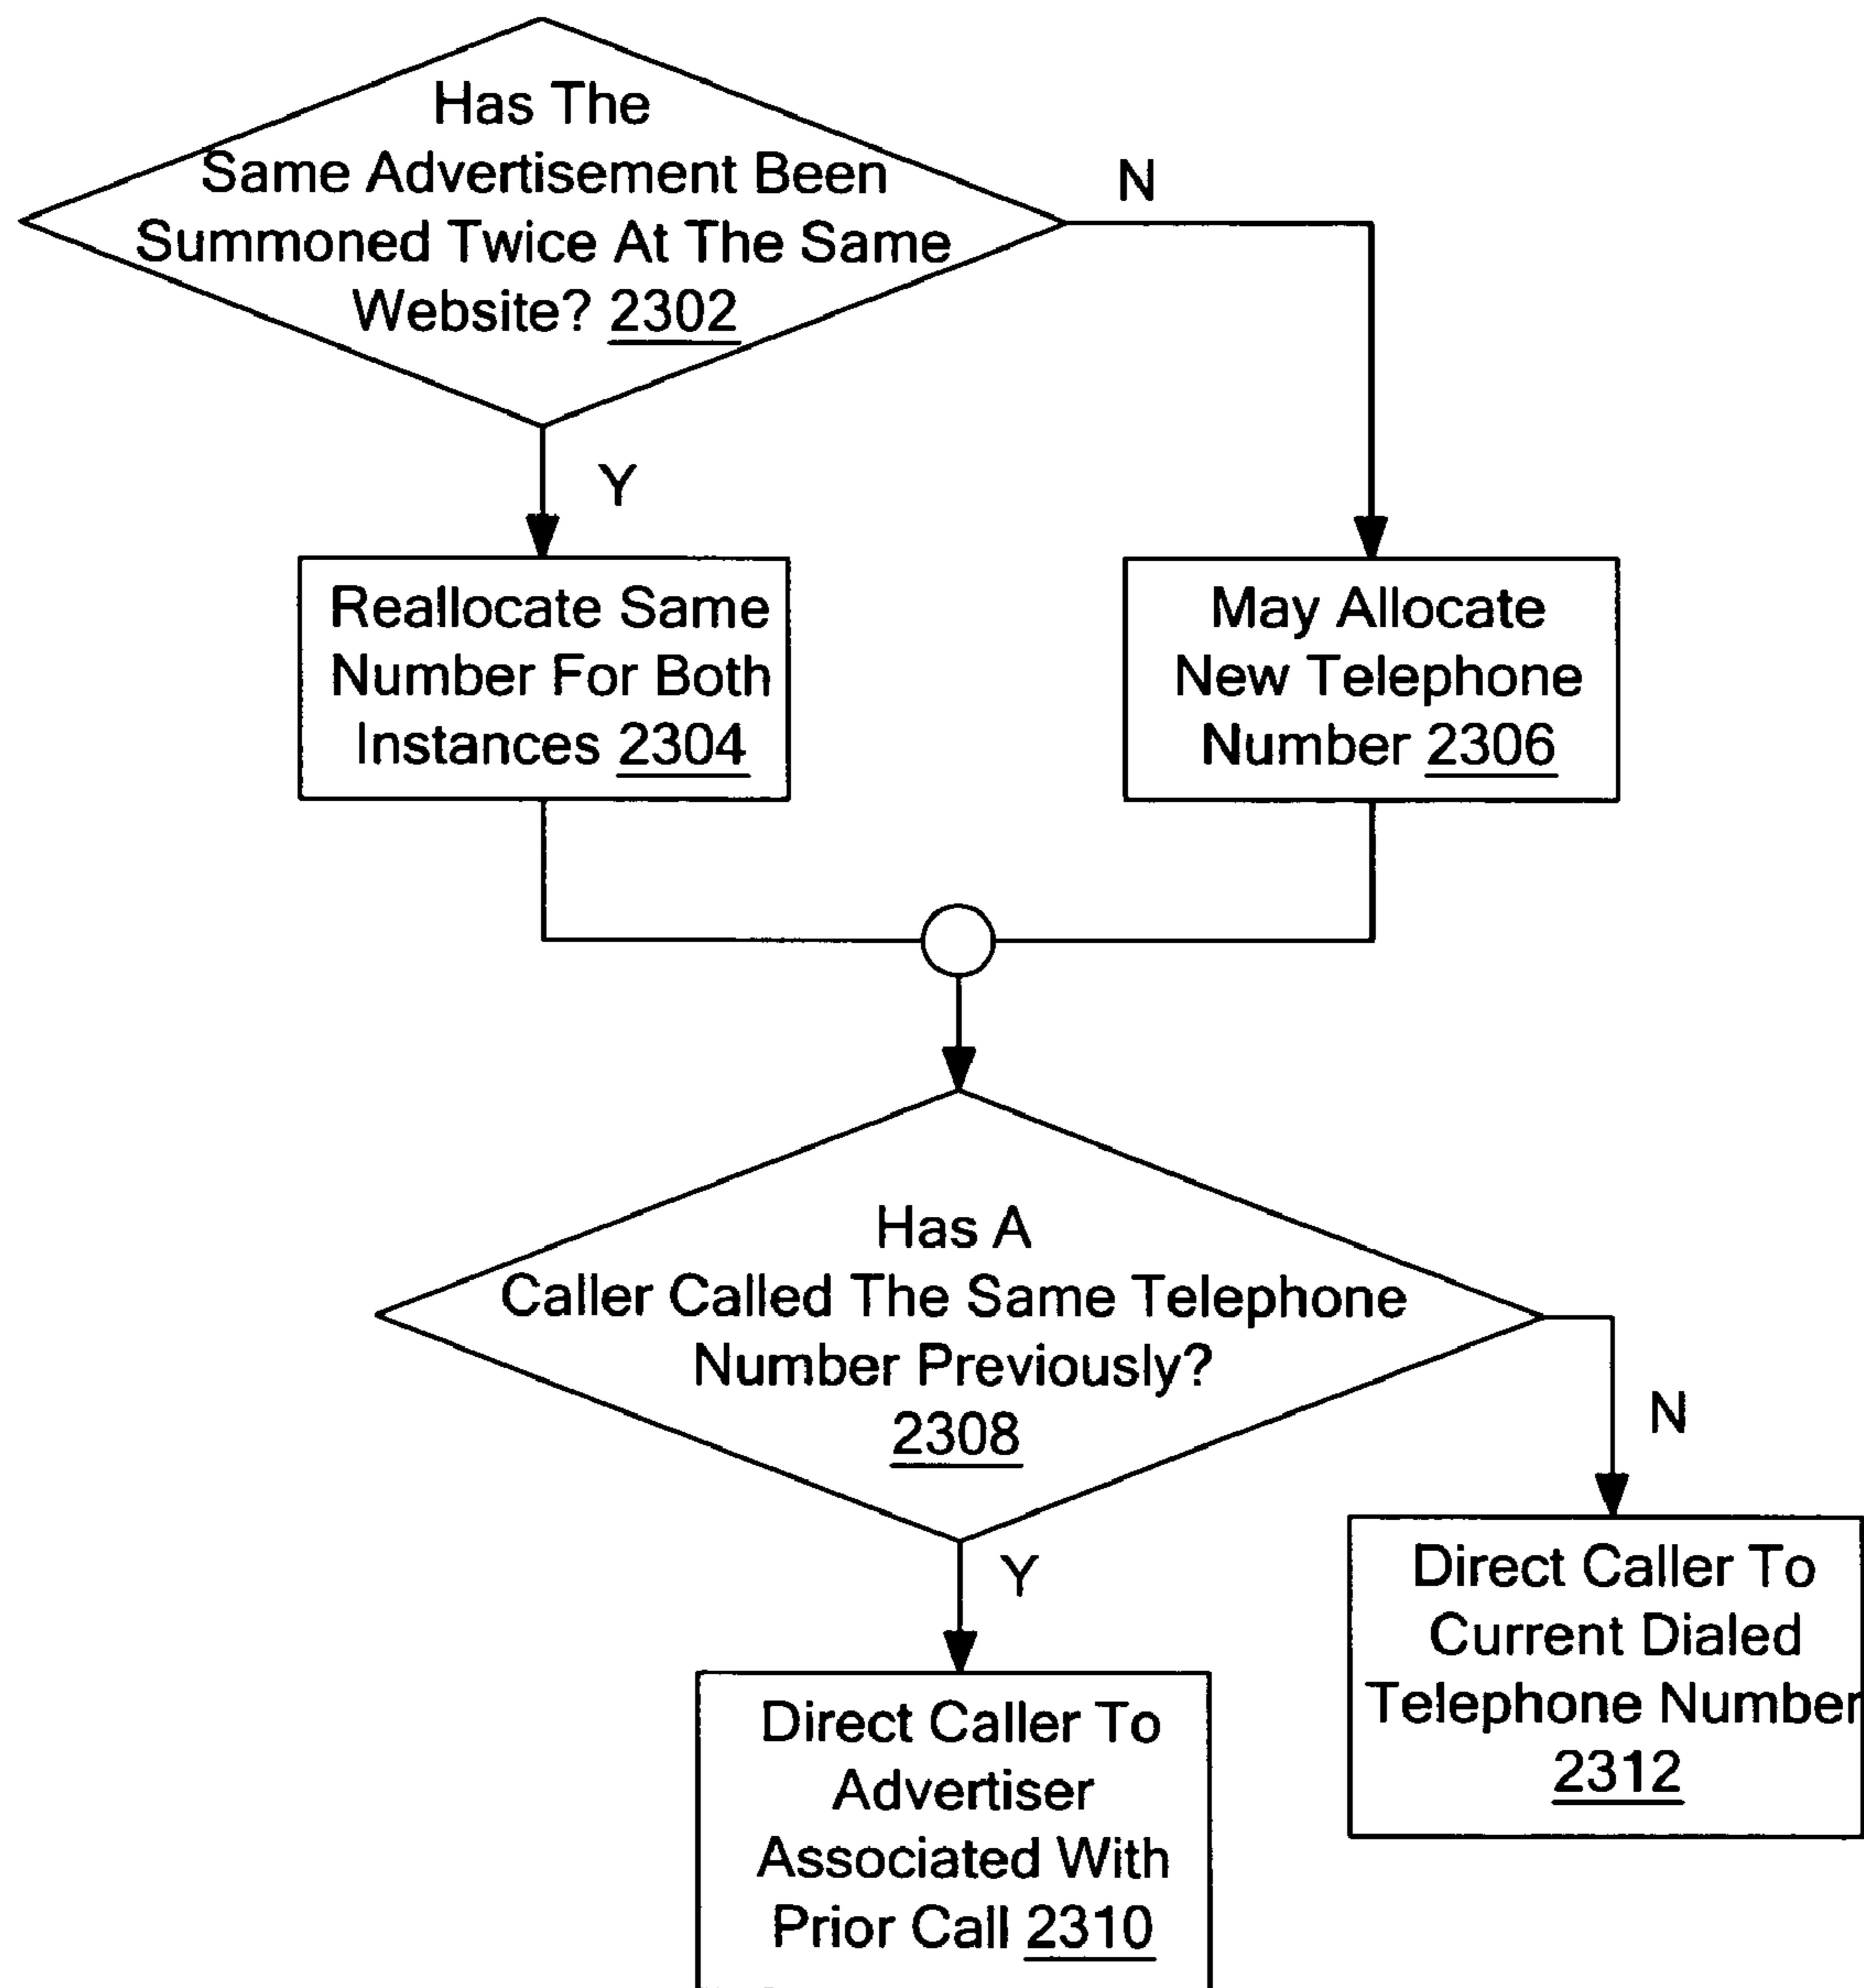 Has The
Same Advertisement Been
Summoned Twice At The Same
Website? 2302
N
Y
Reallocate Same
Number For Both
Instances 2304
May Allocate
New Telephone
Number 2306
Has A
Caller Called The Same Telephone
Number Previously?
2308
N
Y
Direct Caller To
Current Dialed
Telephone Number
2312
Direct Caller To
Advertiser
Associated With
Prior Call 2310